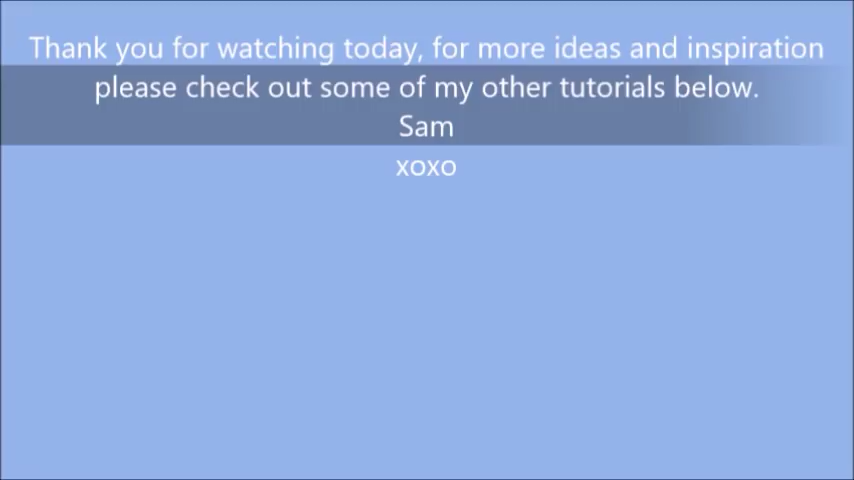 Thank you for watching today, for more ideas and inspiration
please check out some of my other tutorials below.
Sam
xoxo